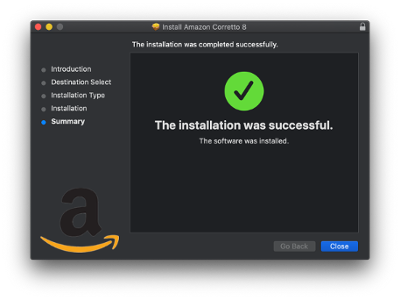 Install Amazon Corretto 8
The installation was completed successfully.
Introduction
Destination Select
Installation Type
Installation
Summary
The installation was successful.
The software was installed.
a
Go Back
Close